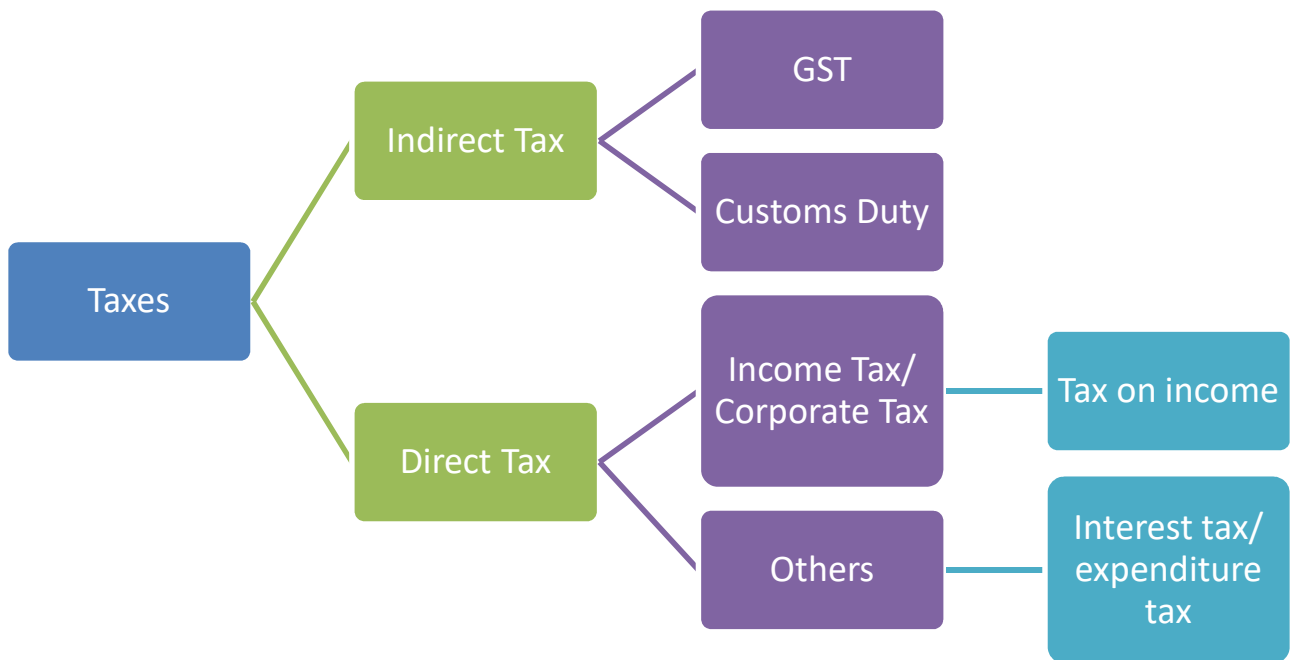 Taxes
Indirect Tax
GST
Customs Duty
Direct Tax
Income Tax/
Corporate Tax
Tax on income
Others
Interest tax/
expenditure
tax